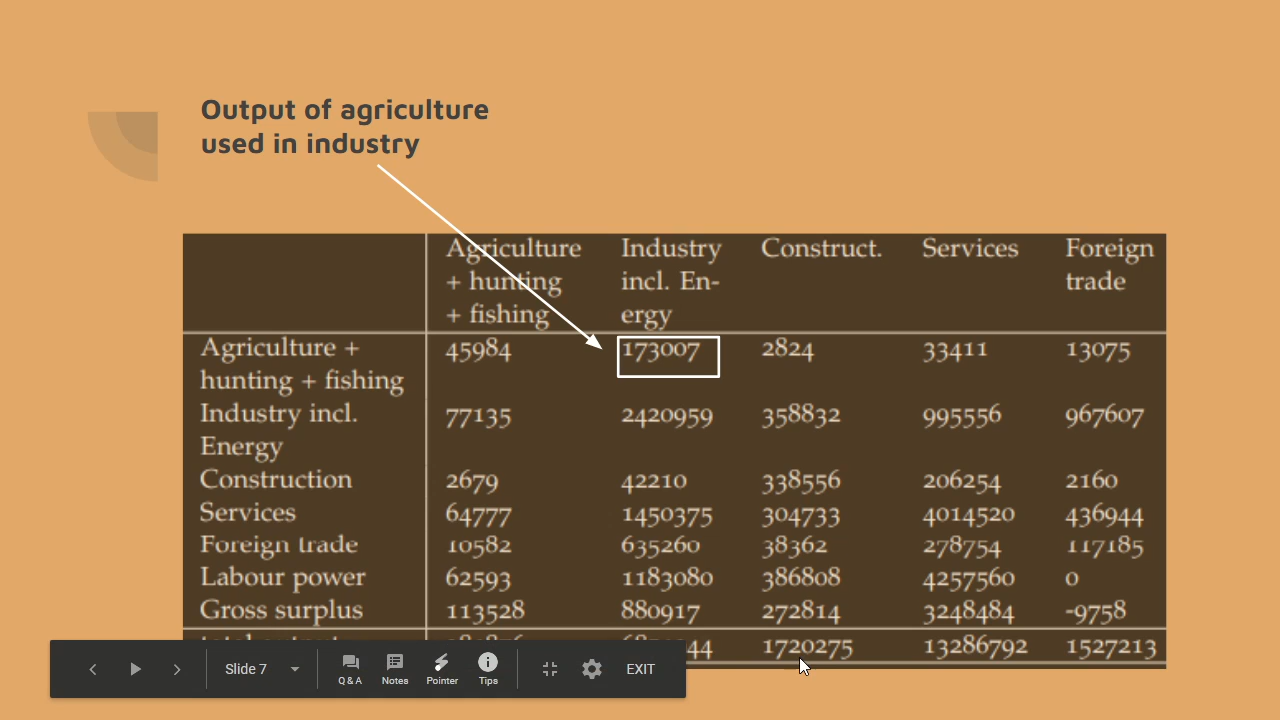 Output of agriculture
used in industry
Agriculture Industry Construct. Services Foreign
+ hunting incl. En- trade
+ fishing ergy
Agriculture + 45984 173007 2824 33411 13075
hunting + fishing
Industry incl. 77135 2420959 358832 995556 967607
Energy
Construction 2679 42210 338556 206254 2160
Services 64777 1450375 304733 4014520 436944
Foreign trade 10582 635260 38362 278754 117185
Labour power 62593 1183080 386808 4257560 0
Gross surplus 113528 880917 272814 3248484 -9758
1720275 13286792 1527213
Slide 7
Q & A Notes Pointer Tips EXIT